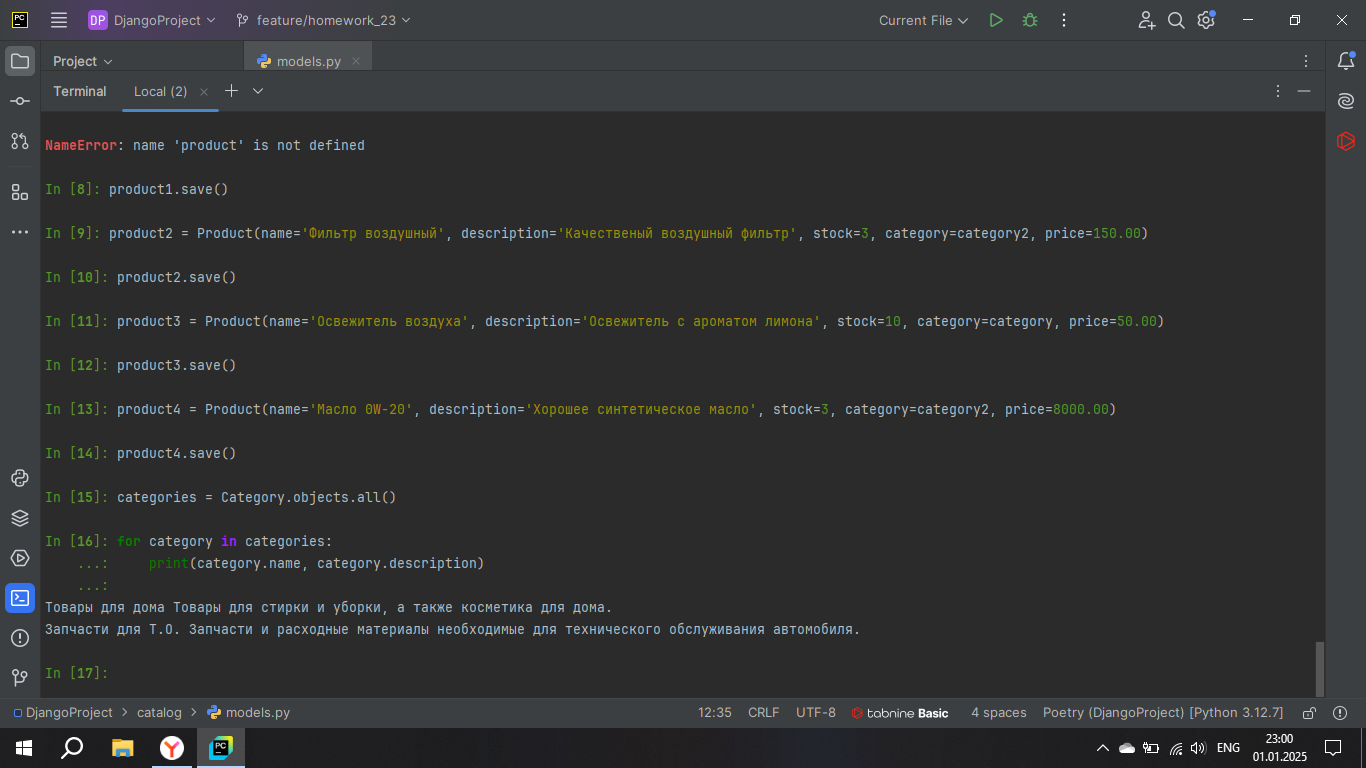 PC DP DjangoProject feature/homework_23 Current File
Project models.py
Terminal Local (2)
NameError: name 'product' is not defined
In [8]: product1.save()
In [9]: product2 = Product(name='Фильтр воздушный', description='Качественый воздушный фильтр', stock=3, category=category2, price=150.00)
In [10]: product2.save()
In [11]: product3 = Product(name='Освежитель воздуха', description='Освежитель с ароматом лимона', stock=10, category=category, price=50.00)
In [12]: product3.save()
In [13]: product4 = Product(name='Масло 0W-20', description='Хорошее синтетическое масло', stock=3, category=category2, price=8000.00)
In [14]: product4.save()
In [15]: categories = Category.objects.all()
In [16]: for category in categories:
...: print(category.name, category.description)
...:
Товары для дома Товары для стирки и уборки, а также косметика для дома.
Запчасти для Т.О. Запчасти и расходные материалы необходимые для технического обслуживания автомобиля.
In [17]:
DjangoProject > catalog > models.py 12:35 CRLF UTF-8 tabnine Basic 4 spaces Poetry (DjangoProject) [Python 3.12.7]
Y PC ENG 23:00
01.01.2025